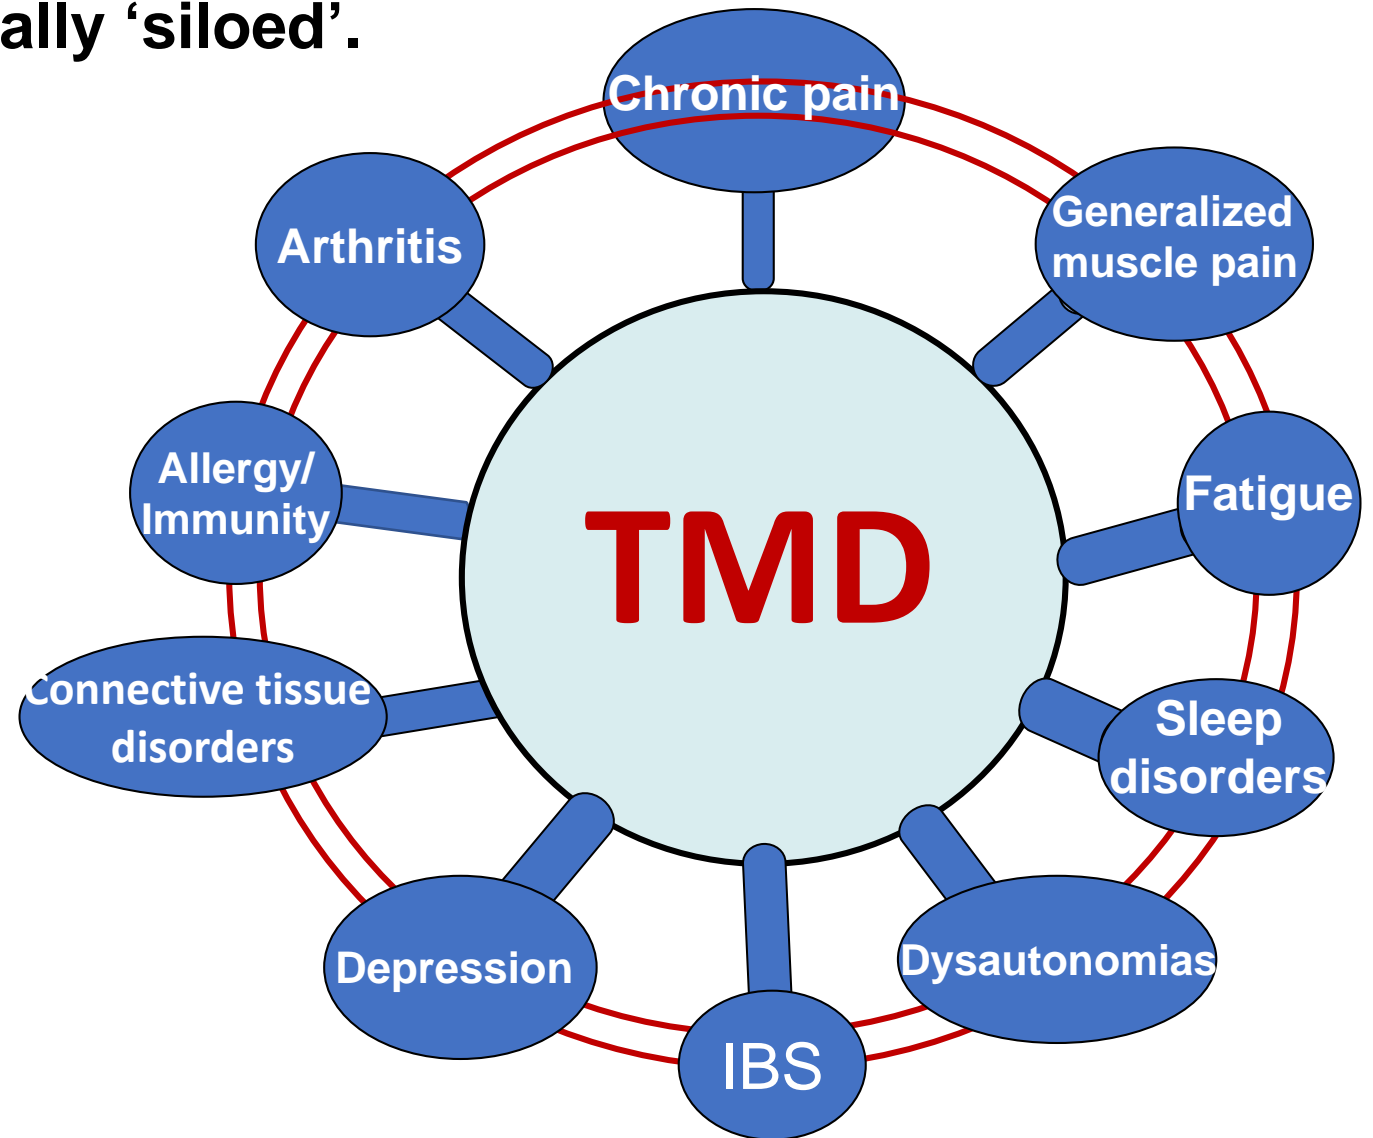 ally ‘siloed’.
Chronic pain
Generalized
muscle pain
Arthritis
Allergy/
Immunity
Fatigue
TMD
Connective tissue
disorders
Sleep
disorders
Depression
Dysautonomias
IBS